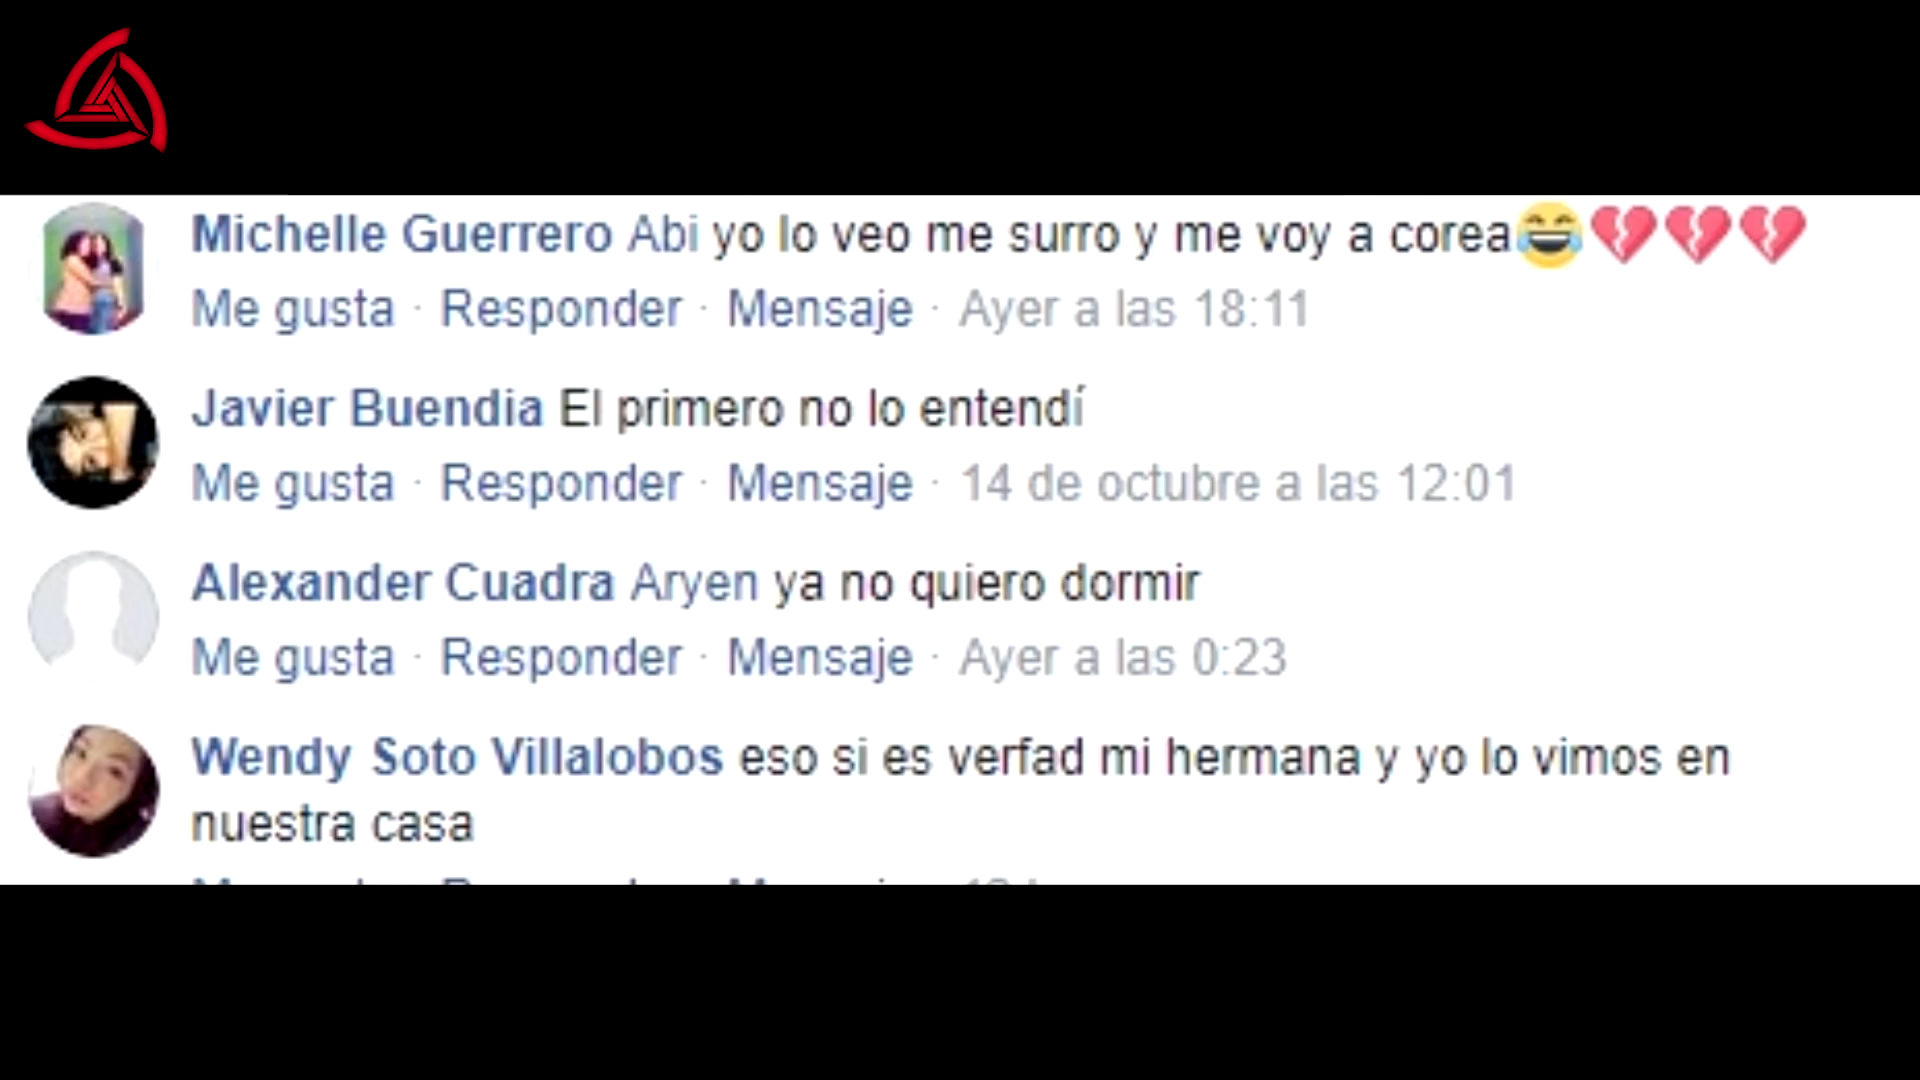 Michelle Guerrero Abi yo lo veo me surro y me voy a corea😂💔💔💔
Me gusta · Responder · Mensaje · Ayer a las 18:11
Javier Buendia El primero no lo entendí
Me gusta · Responder · Mensaje · 14 de octubre a las 12:01
Alexander Cuadra Aryen ya no quiero dormir
Me gusta · Responder · Mensaje · Ayer a las 0:23
Wendy Soto Villalobos eso si es verfad mi hermana y yo lo vimos en
nuestra casa